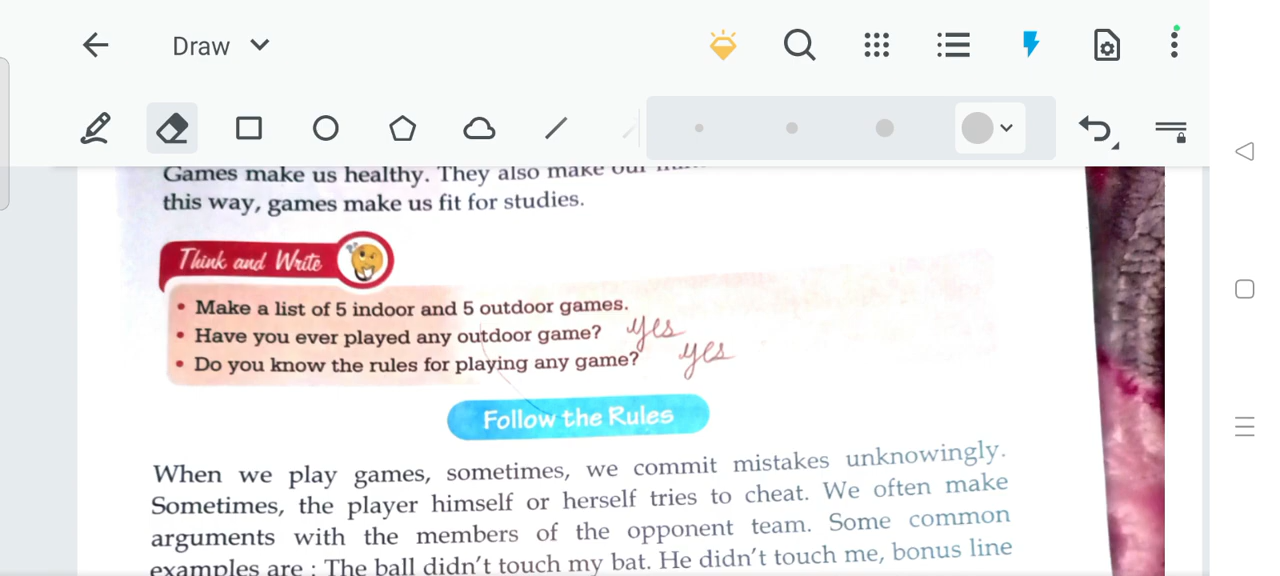 Draw
Games make us healthy. They also make our
this way, games make us fit for studies.
Think and Write
• Make a list of 5 indoor and 5 outdoor games.
• Have you ever played any outdoor game? yes
• Do you know the rules for playing any game? yes
Follow the Rules
When we play games, sometimes, we commit mistakes unknowingly.
Sometimes, the player himself or herself tries to cheat. We often make
arguments with the members of the opponent team. Some common
examples are : The ball didn't touch my bat. He didn't touch me, bonus line